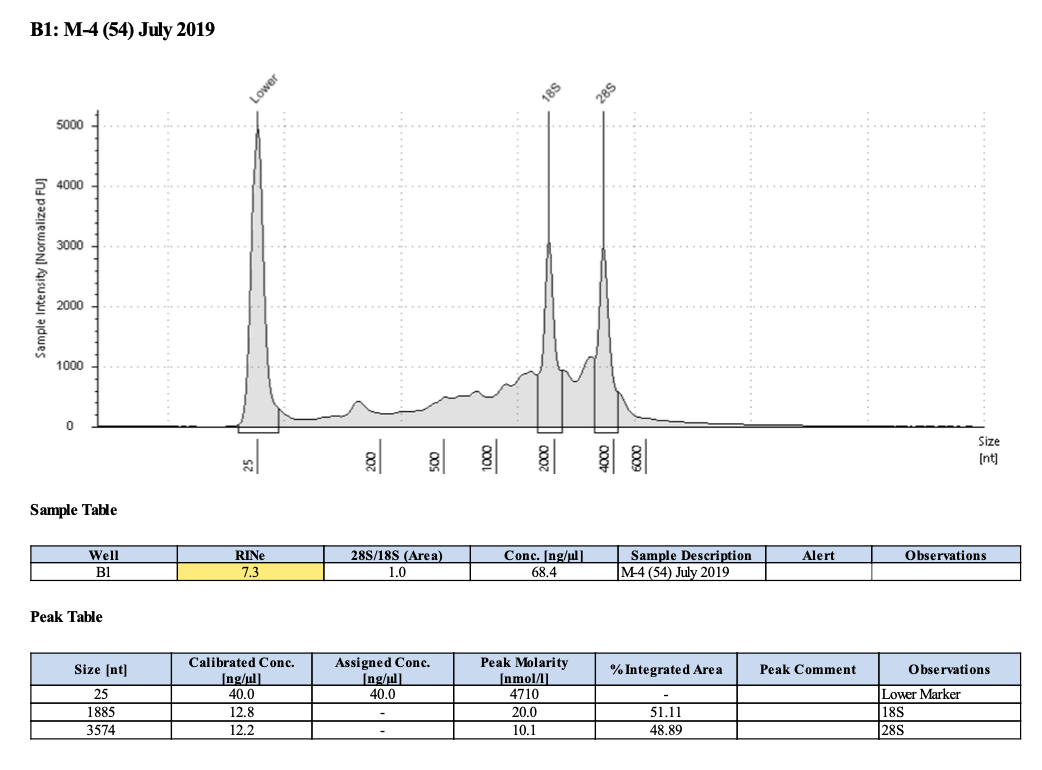 B1: M-4 (54) July 2019
Lower
18S
28S
Sample Intensity [Normalized FU]
5000
4000
3000
2000
1000
0
25
200
500
1000
2000
4000
6000
Size
[nt]
Sample Table
Well RINe 28S/18S (Area) Conc. [ng/µl] Sample Description Alert Observations
B1 7.3 1.0 68.4 M-4 (54) July 2019
Peak Table
Size [nt] Calibrated Conc. [ng/µl] Assigned Conc. [ng/µl] Peak Molarity [nmol/l] % Integrated Area Peak Comment Observations
25 40.0 40.0 4710 - Lower Marker
1885 12.8 - 20.0 51.11 18S
3574 12.2 - 10.1 48.89 28S